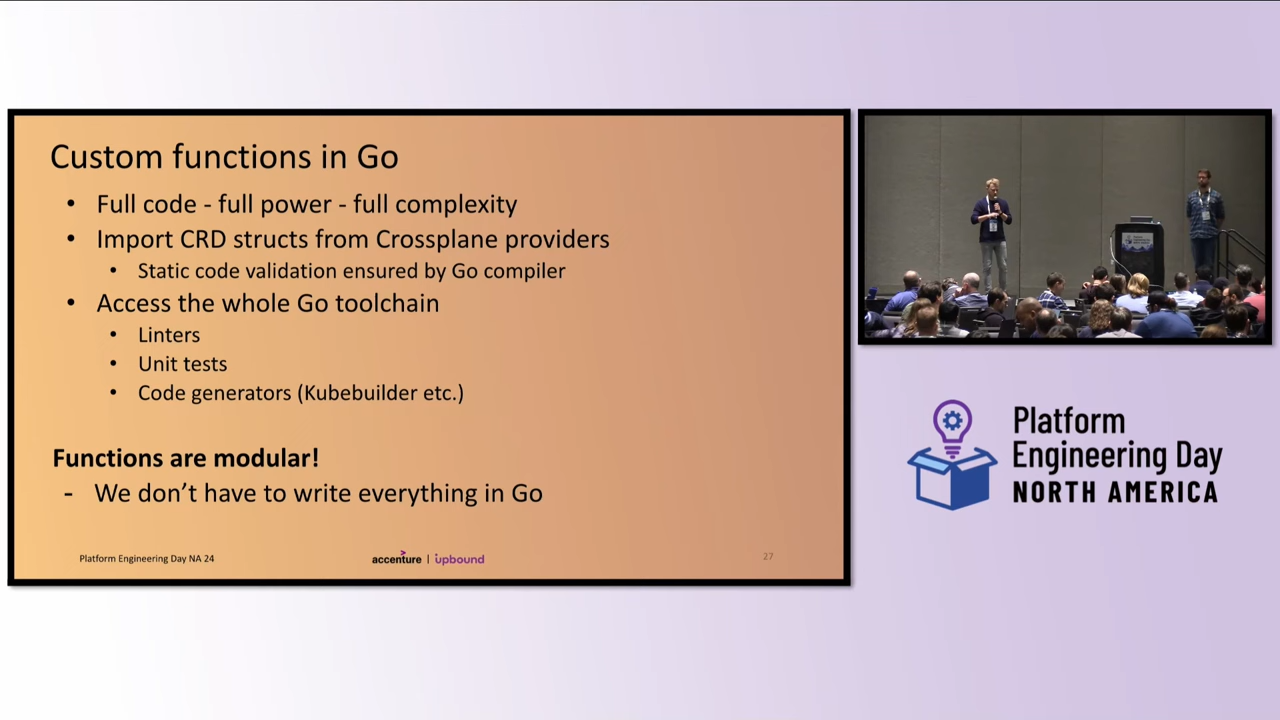 Custom functions in Go
• Full code - full power - full complexity
• Import CRD structs from Crossplane providers
• Static code validation ensured by Go compiler
• Access the whole Go toolchain
• Linters
• Unit tests
• Code generators (Kubebuilder etc.)
Functions are modular!
- We don’t have to write everything in Go
Platform Engineering Day NA 24
accenture | upbound
27
Platform
Engineering Day
NORTH AMERICA